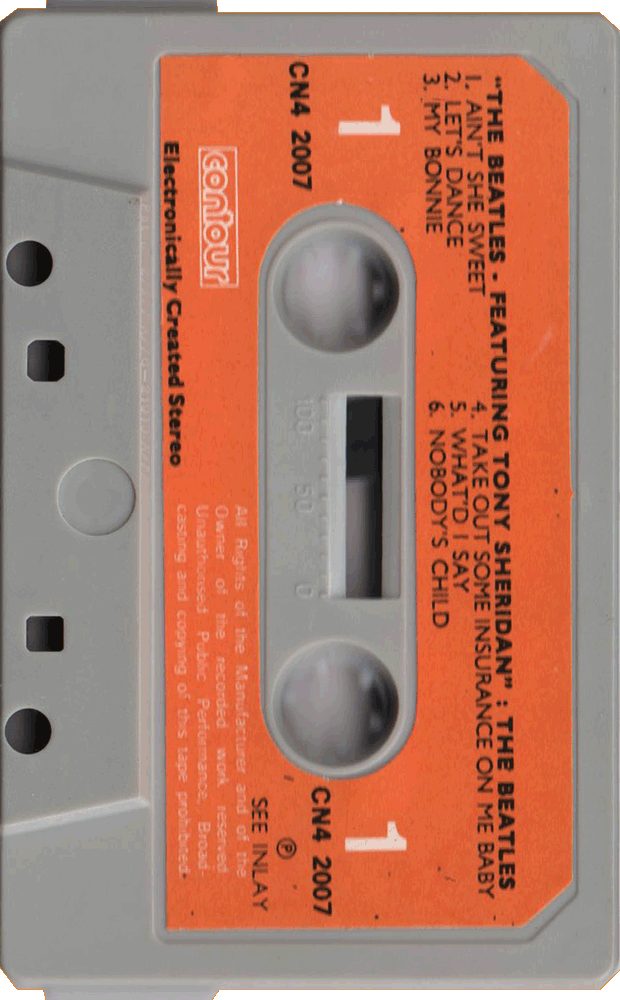 "THE BEATLES . FEATURING TONY SHERIDAN" : THE BEATLES
1. AIN'T SHE SWEET
2. LET'S DANCE
3. 'MY BONNIE
4. TAKE OUT SOME INSURANCE ON ME BABY
5. WHAT'D I SAY
6. NOBODY'S CHILD
1
1
CN4 2007
CN4 2007
Ⓟ
SEE INLAY
100 50 0
contour
Electronically Created Stereo
All Rights of the Manufacturer and of the
Owner of the recorded work reserved
Unauthorised Public Performance, Broad-
casting and copying of this tape prohibited.